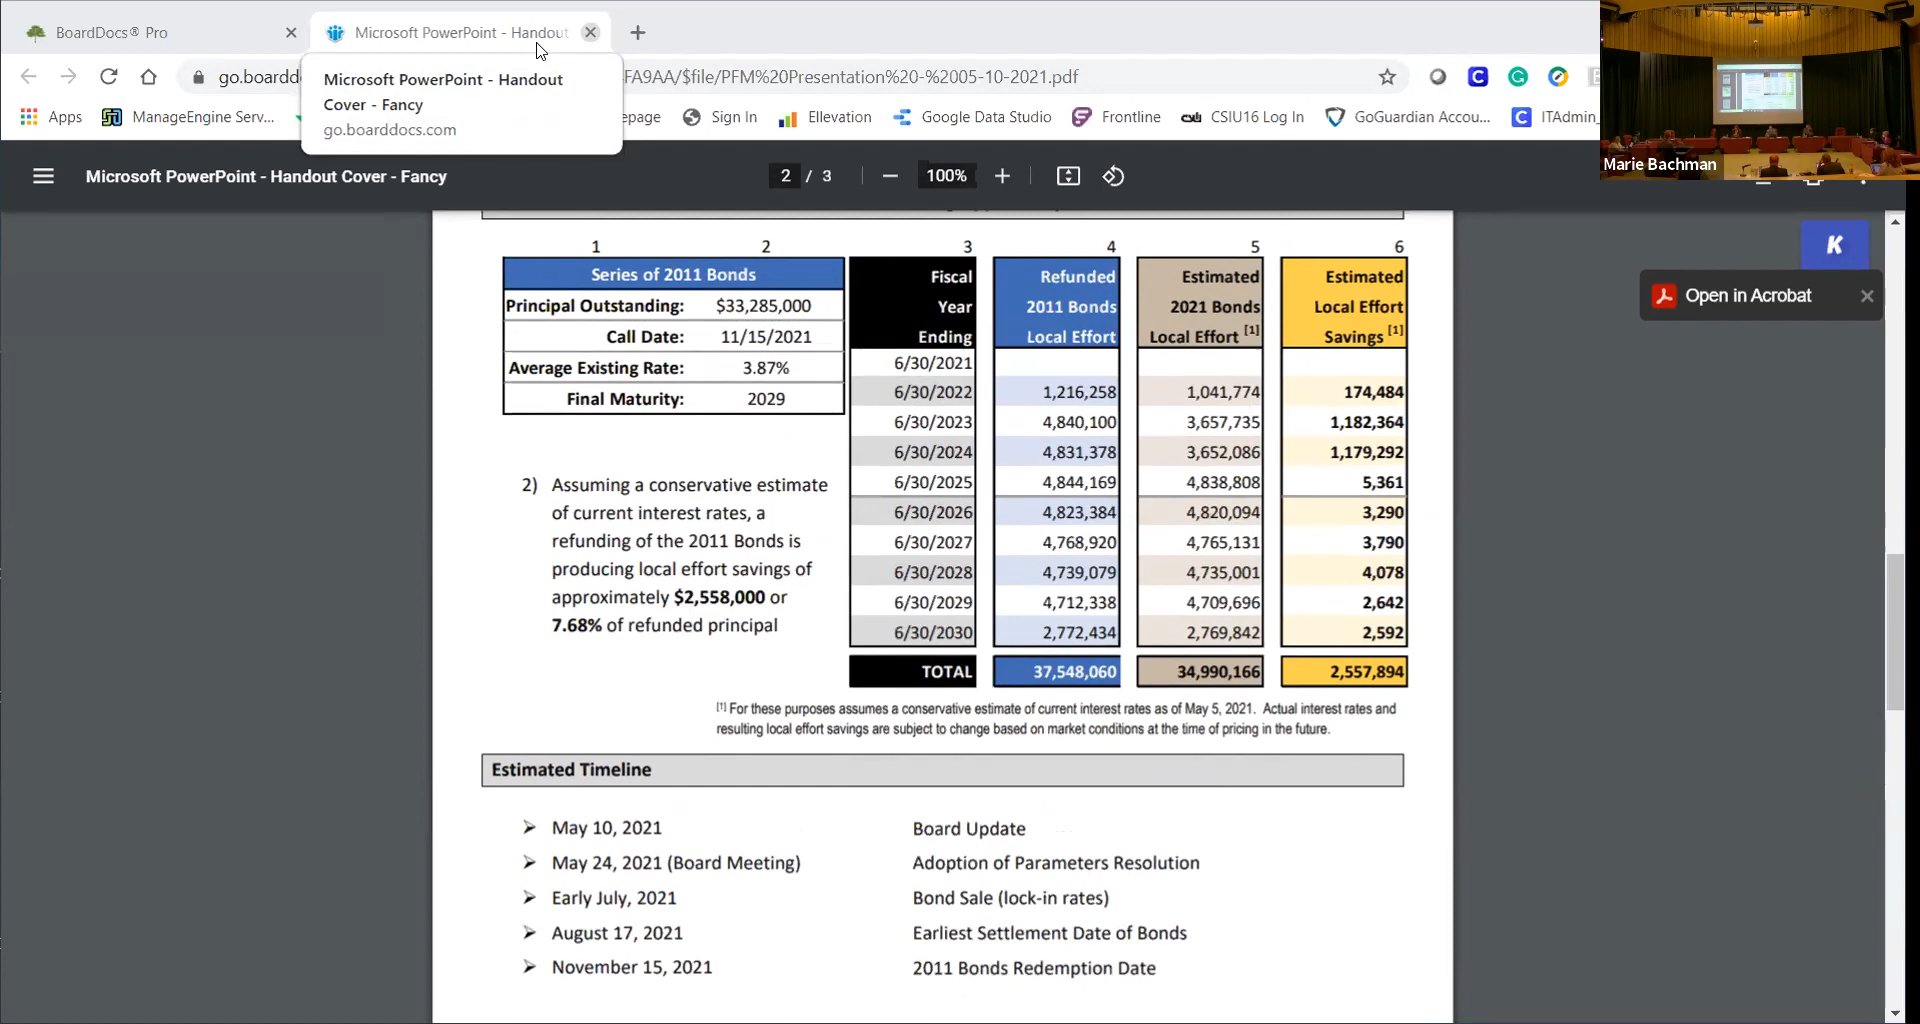 BoardDocs® Pro
Microsoft PowerPoint - Handout
go.boardd
FA9AA/$file/PFM%20Presentation%20-%2005-10-2021.pdf
Microsoft PowerPoint - Handout
Cover - Fancy
go.boarddocs.com
Apps
ManageEngine Serv...
epage
Sign In
Ellevation
Google Data Studio
Frontline
CSIU16 Log In
GoGuardian Accou...
ITAdmin_
Marie Bachman
Microsoft PowerPoint - Handout Cover - Fancy
2 / 3
100%
K
Open in Acrobat
1 2 3 4 5 6
Series of 2011 Bonds
Principal Outstanding: $33,285,000
Call Date: 11/15/2021
Average Existing Rate: 3.87%
Final Maturity: 2029
2) Assuming a conservative estimate
of current interest rates, a
refunding of the 2011 Bonds is
producing local effort savings of
approximately $2,558,000 or
7.68% of refunded principal
Fiscal Refunded Estimated Estimated
Year 2011 Bonds 2021 Bonds Local Effort
Ending Local Effort Local Effort [1] Savings [1]
6/30/2021
6/30/2022 1,216,258 1,041,774 174,484
6/30/2023 4,840,100 3,657,735 1,182,364
6/30/2024 4,831,378 3,652,086 1,179,292
6/30/2025 4,844,169 4,838,808 5,361
6/30/2026 4,823,384 4,820,094 3,290
6/30/2027 4,768,920 4,765,131 3,790
6/30/2028 4,739,079 4,735,001 4,078
6/30/2029 4,712,338 4,709,696 2,642
6/30/2030 2,772,434 2,769,842 2,592
TOTAL 37,548,060 34,990,166 2,557,894
[1] For these purposes assumes a conservative estimate of current interest rates as of May 5, 2021. Actual interest rates and
resulting local effort savings are subject to change based on market conditions at the time of pricing in the future.
Estimated Timeline
➢ May 10, 2021 Board Update
➢ May 24, 2021 (Board Meeting) Adoption of Parameters Resolution
➢ Early July, 2021 Bond Sale (lock-in rates)
➢ August 17, 2021 Earliest Settlement Date of Bonds
➢ November 15, 2021 2011 Bonds Redemption Date